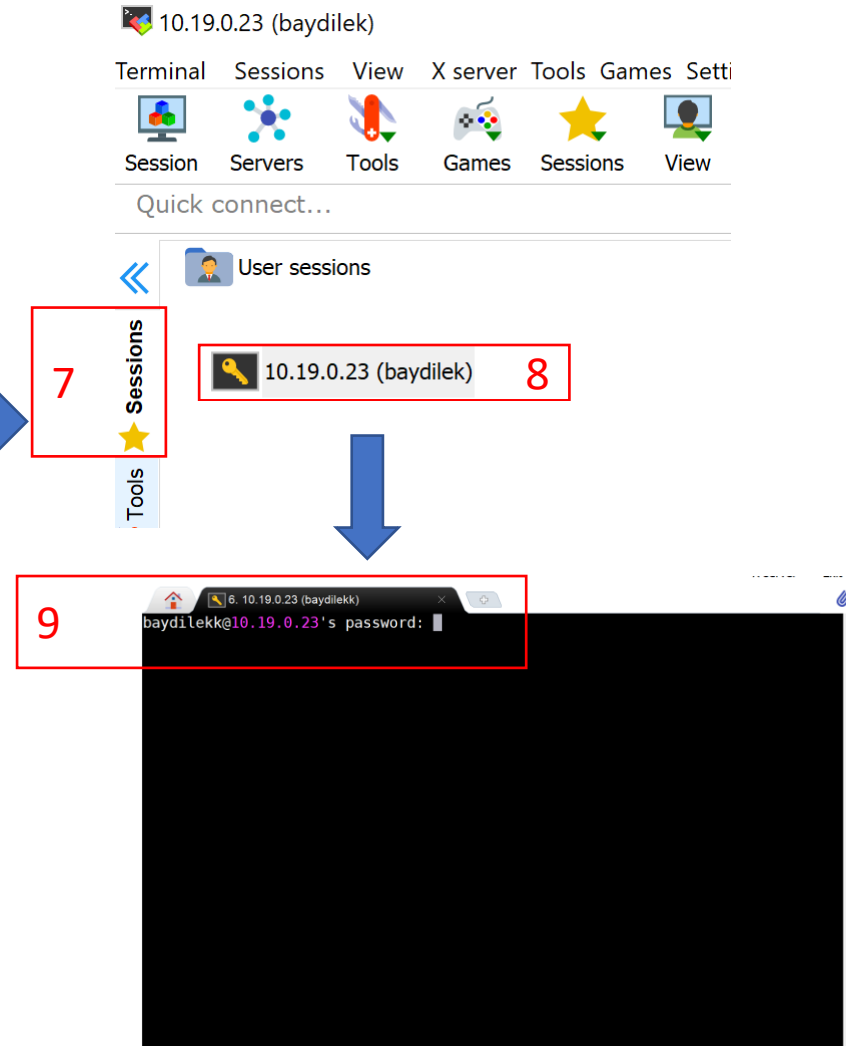 10.19.0.23 (baydilek)
Terminal Sessions View X server Tools Games Setti
Session Servers Tools Games Sessions View
Quick connect...
User sessions
7
Sessions
10.19.0.23 (baydilek)
8
Tools
9
6. 10.19.0.23 (baydilekk)
baydilekk@10.19.0.23's password: